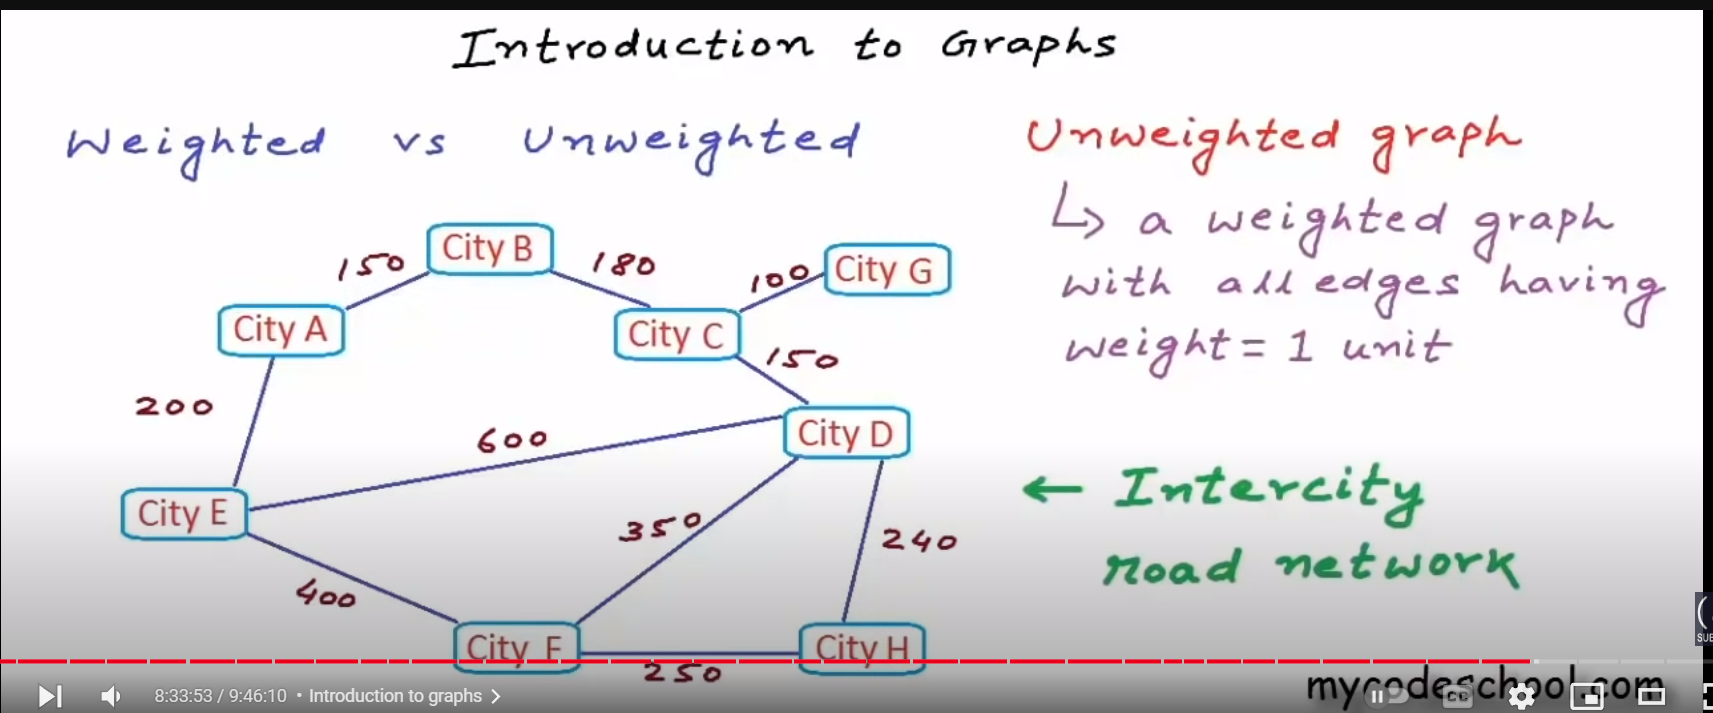 Introduction to Graphs
Weighted vs Unweighted
Unweighted graph
↳ a weighted graph
with all edges having
weight = 1 unit
City B
150
180
City G
100
City A
City C
150
200
600
City D
City E
350
240
400
City F
City H
250
← Intercity
road network
mycodeschool.com
8:33:53 / 9:46:10 • Introduction to graphs >
CC